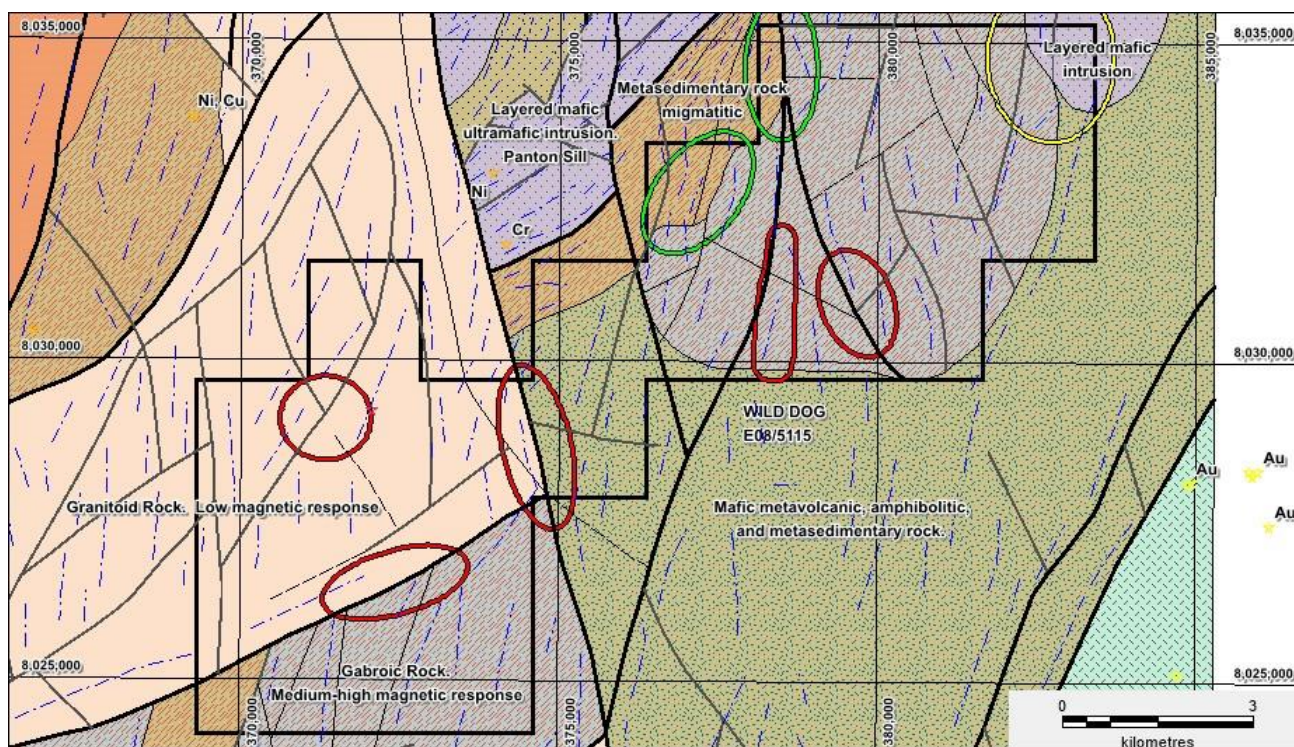 8,035,000
370,000
375,000
380,000
8,035,000
385,000
Layered mafic
intrusion
Ni, Cu
Metasedimentary rock
migmatitic
Layered mafic
ultramafic intrusion.
Panton Sill
Ni
Cr
8,030,000
8,030,000
WILD DOG
E08/5115
Au
Au
Au
Granitoid Rock. Low magnetic response
Mafic metavolcanic, amphibolitic,
and metasedimentary rock.
8,025,000
8,025,000
Gabroic Rock.
Medium-high magnetic response
370,000
375,000
380,000
0 3
kilometres